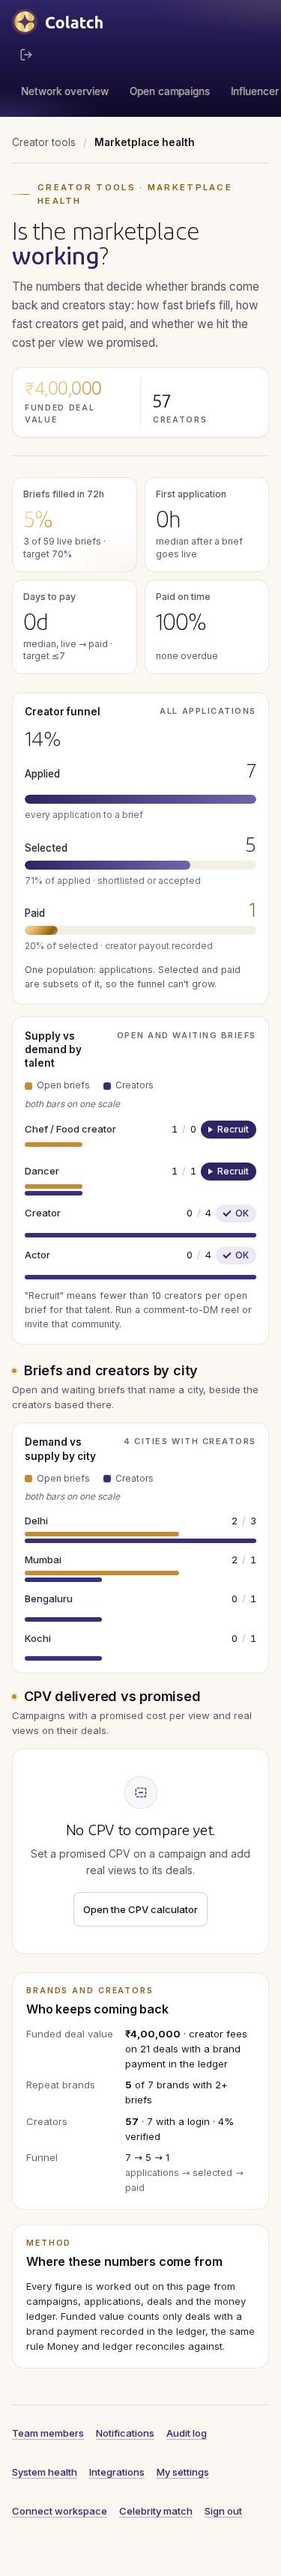 Colatch
Network overview Open campaigns Influencer
Creator tools / Marketplace health
CREATOR TOOLS · MARKETPLACE
HEALTH
Is the marketplace
working?
The numbers that decide whether brands come
back and creators stay: how fast briefs fill, how
fast creators get paid, and whether we hit the
cost per view we promised.
₹4,00,000
FUNDED DEAL
VALUE
57
CREATORS
Briefs filled in 72h
5%
3 of 59 live briefs ·
target 70%
First application
0h
median after a brief
goes live
Days to pay
0d
median, live → paid ·
target ≤7
Paid on time
100%
none overdue
Creator funnel ALL APPLICATIONS
14%
Applied 7
every application to a brief
Selected 5
71% of applied · shortlisted or accepted
Paid 1
20% of selected · creator payout recorded
One population: applications. Selected and paid
are subsets of it, so the funnel can't grow.
Supply vs
demand by
talent
OPEN AND WAITING BRIEFS
Open briefs Creators
both bars on one scale
Chef / Food creator 1 / 0 Recruit
Dancer 1 / 1 Recruit
Creator 0 / 4 OK
Actor 0 / 4 OK
"Recruit" means fewer than 10 creators per open
brief for that talent. Run a comment-to-DM reel or
invite that community.
Briefs and creators by city
Open and waiting briefs that name a city, beside the
creators based there.
Demand vs
supply by city
4 CITIES WITH CREATORS
Open briefs Creators
both bars on one scale
Delhi 2 / 3
Mumbai 2 / 1
Bengaluru 0 / 1
Kochi 0 / 1
CPV delivered vs promised
Campaigns with a promised cost per view and real
views on their deals.
No CPV to compare yet.
Set a promised CPV on a campaign and add
real views to its deals.
Open the CPV calculator
BRANDS AND CREATORS
Who keeps coming back
Funded deal value ₹4,00,000 · creator fees
on 21 deals with a brand
payment in the ledger
Repeat brands 5 of 7 brands with 2+
briefs
Creators 57 · 7 with a login · 4%
verified
Funnel 7 → 5 → 1
applications → selected →
paid
METHOD
Where these numbers come from
Every figure is worked out on this page from
campaigns, applications, deals and the money
ledger. Funded value counts only deals with a
brand payment recorded in the ledger, the same
rule Money and ledger reconciles against.
Team members Notifications Audit log
System health Integrations My settings
Connect workspace Celebrity match Sign out